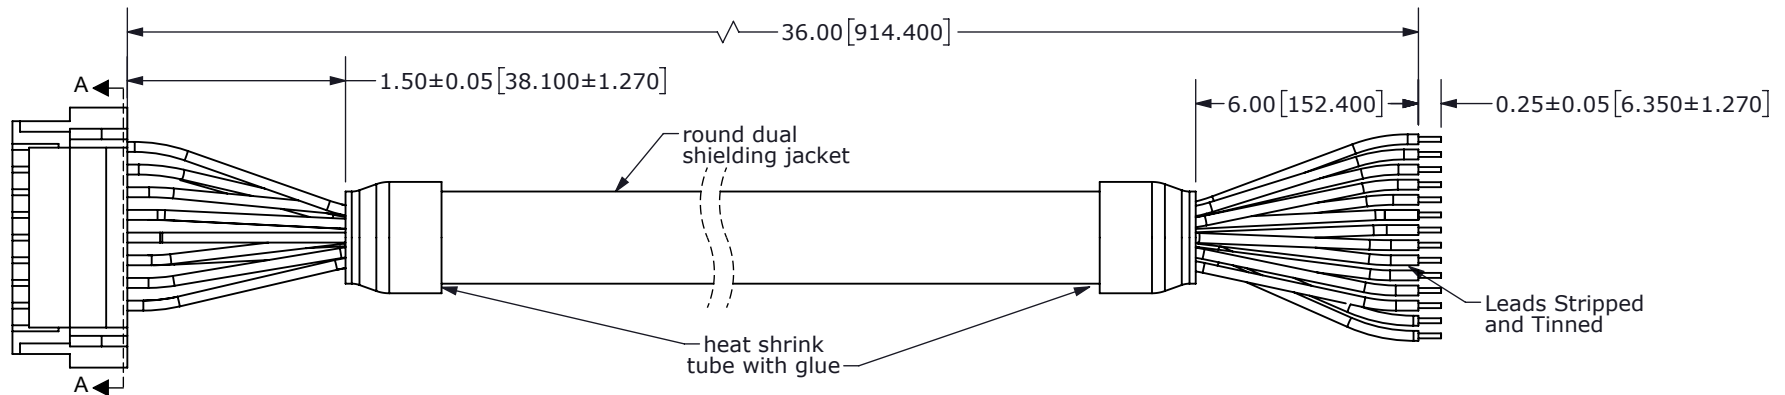 36.00[914.400]
A
1.50±0.05[38.100±1.270]
6.00[152.400]
0.25±0.05[6.350±1.270]
round dual
shielding jacket
Leads Stripped
and Tinned
heat shrink
tube with glue
A